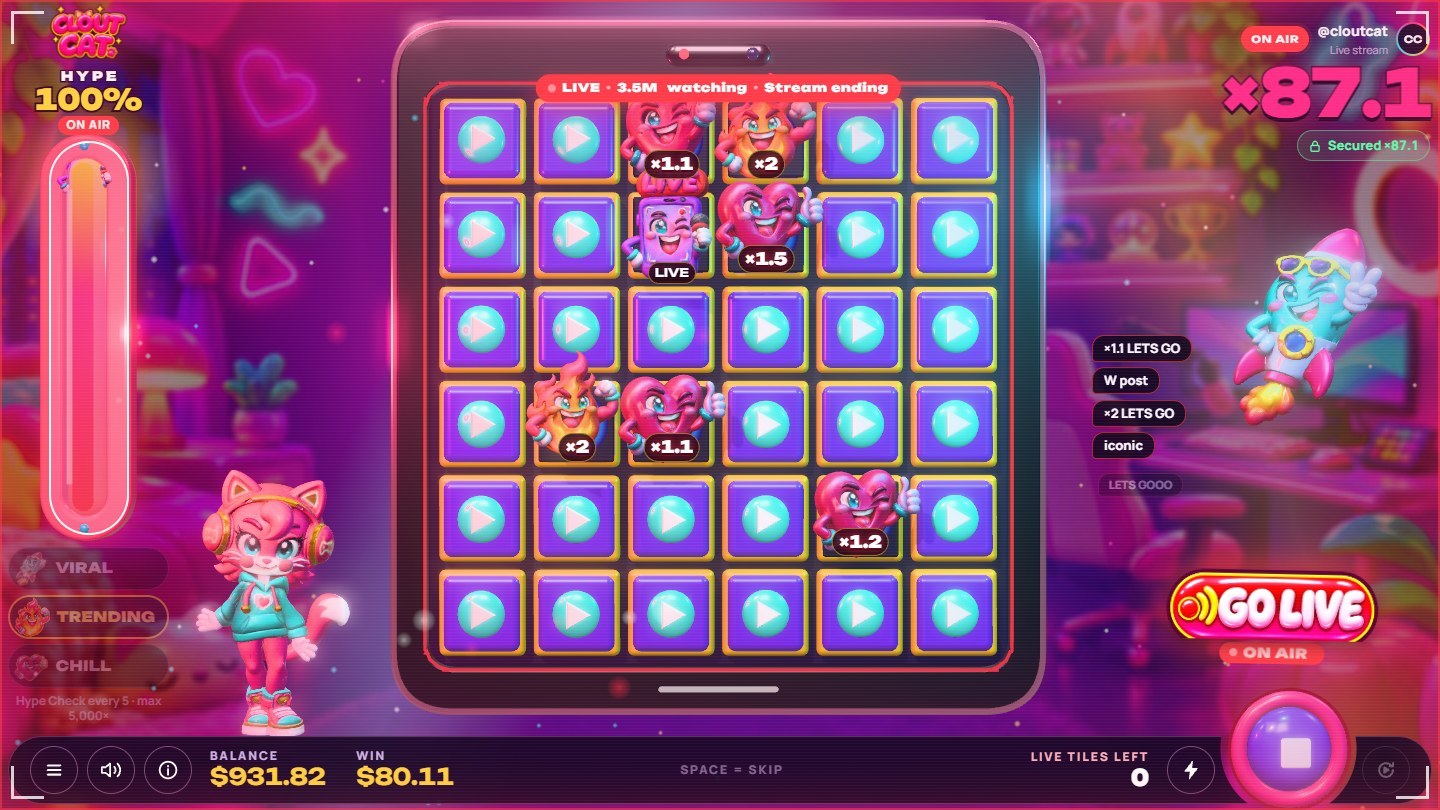 CLOUT
CAT
HYPE
100%
ON AIR
LIVE • 3.5M watching • Stream ending
ON AIR
@cloutcat
Live stream
CC
×87.1
Secured ×87.1
×1.1
×2
LIVE
LIVE
×1.5
×2
×1.1
×1.2
×1.1 LETS GO
W post
×2 LETS GO
iconic
LETS GOOO
VIRAL
TRENDING
CHILL
Hype Check every 5 · max
5,000×
GO LIVE
ON AIR
BALANCE
$931.82
WIN
$80.11
SPACE = SKIP
LIVE TILES LEFT
0